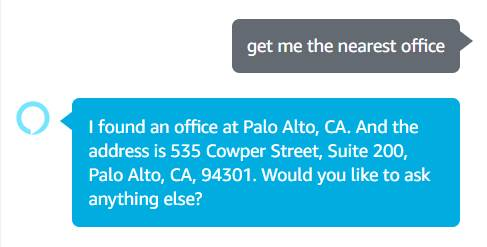 get me the nearest office
I found an office at Palo Alto, CA. And the
address is 535 Cowper Street, Suite 200,
Palo Alto, CA, 94301. Would you like to ask
anything else?